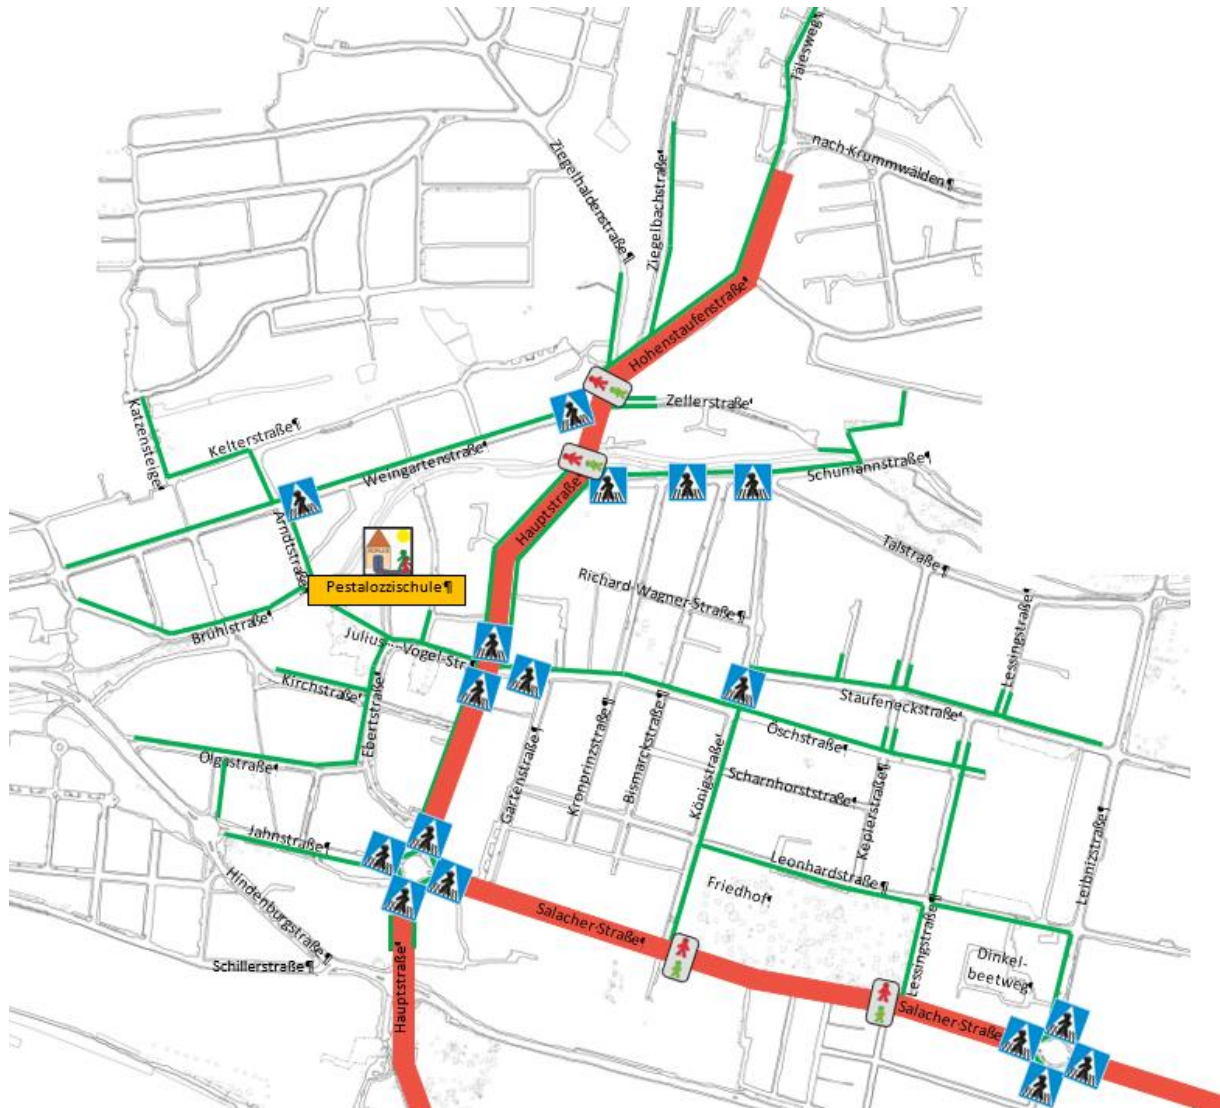 Tälesweg¶
nach·Krummwälden¶
Ziegelhaldenstraße¶
Ziegelbachstraße¶
Hohenstaufenstraße¶
Katzensteige¶
Kelterstraße¶
Weingartenstraße¶
Zellerstraße¶
Schumannstraße¶
Hauptstraße¶
Arndtstraße¶
Pestalozzischule¶
Talstraße¶
Richard·Wagner·Straße¶
Lessingstraße¶
Brühlstraße¶
Julius·-·Vogel-Str
Kirchstraße¶
Ebertstraße¶
Staufeneckstraße¶
Öschstraße¶
Olgastraße¶
Gartenstraße¶
Kronprinzstraße¶
Bismarckstraße¶
Königstraße¶
Scharnhorststraße¶
Keplerstraße¶
Leibnizstraße¶
Jahnstraße¶
Leonhardstraße¶
Friedhof¶
Hindenburgstraße¶
Salacher·Straße¶
Lessingstraße¶
Dinkel-
beetweg¶
Schillerstraße¶
Hauptstraße¶
Salacher·Straße¶